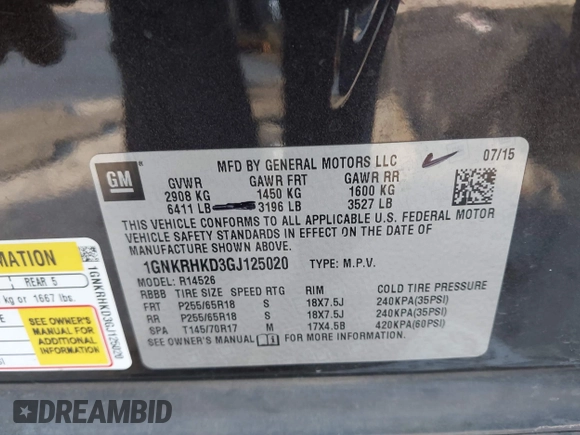 GM
MFD BY GENERAL MOTORS LLC
07/15
GVWR GAWR FRT GAWR RR
2908 KG 1450 KG 1600 KG
6411 LB 3196 LB 3527 LB
THIS VEHICLE CONFORMS TO ALL APPLICABLE U.S. FEDERAL MOTOR
VEHICLE SAFETY STANDARDS IN EFFECT ON THE DATE OF
MANUFACTURE SHOWN ABOVE.
1GNKRHKD3GJ125020 TYPE: M.P.V.
MODEL: R14526
RBBB TIRE SIZE SPEED RTG RIM COLD TIRE PRESSURE
FRT P255/65R18 S 18X7.5J 240KPA(35PSI)
RR P255/65R18 S 18X7.5J 240KPA(35PSI)
SPA T145/70R17 M 17X4.5B 420KPA(60PSI)
SEE OWNER'S MANUAL FOR MORE INFORMATION.
MATION
REAR 5
kg or 1667 lbs.
SEE OWNER'S
MANUAL FOR
ADDITIONAL
INFORMATION
1GNKRHKD3GJ125020
DREAMBID